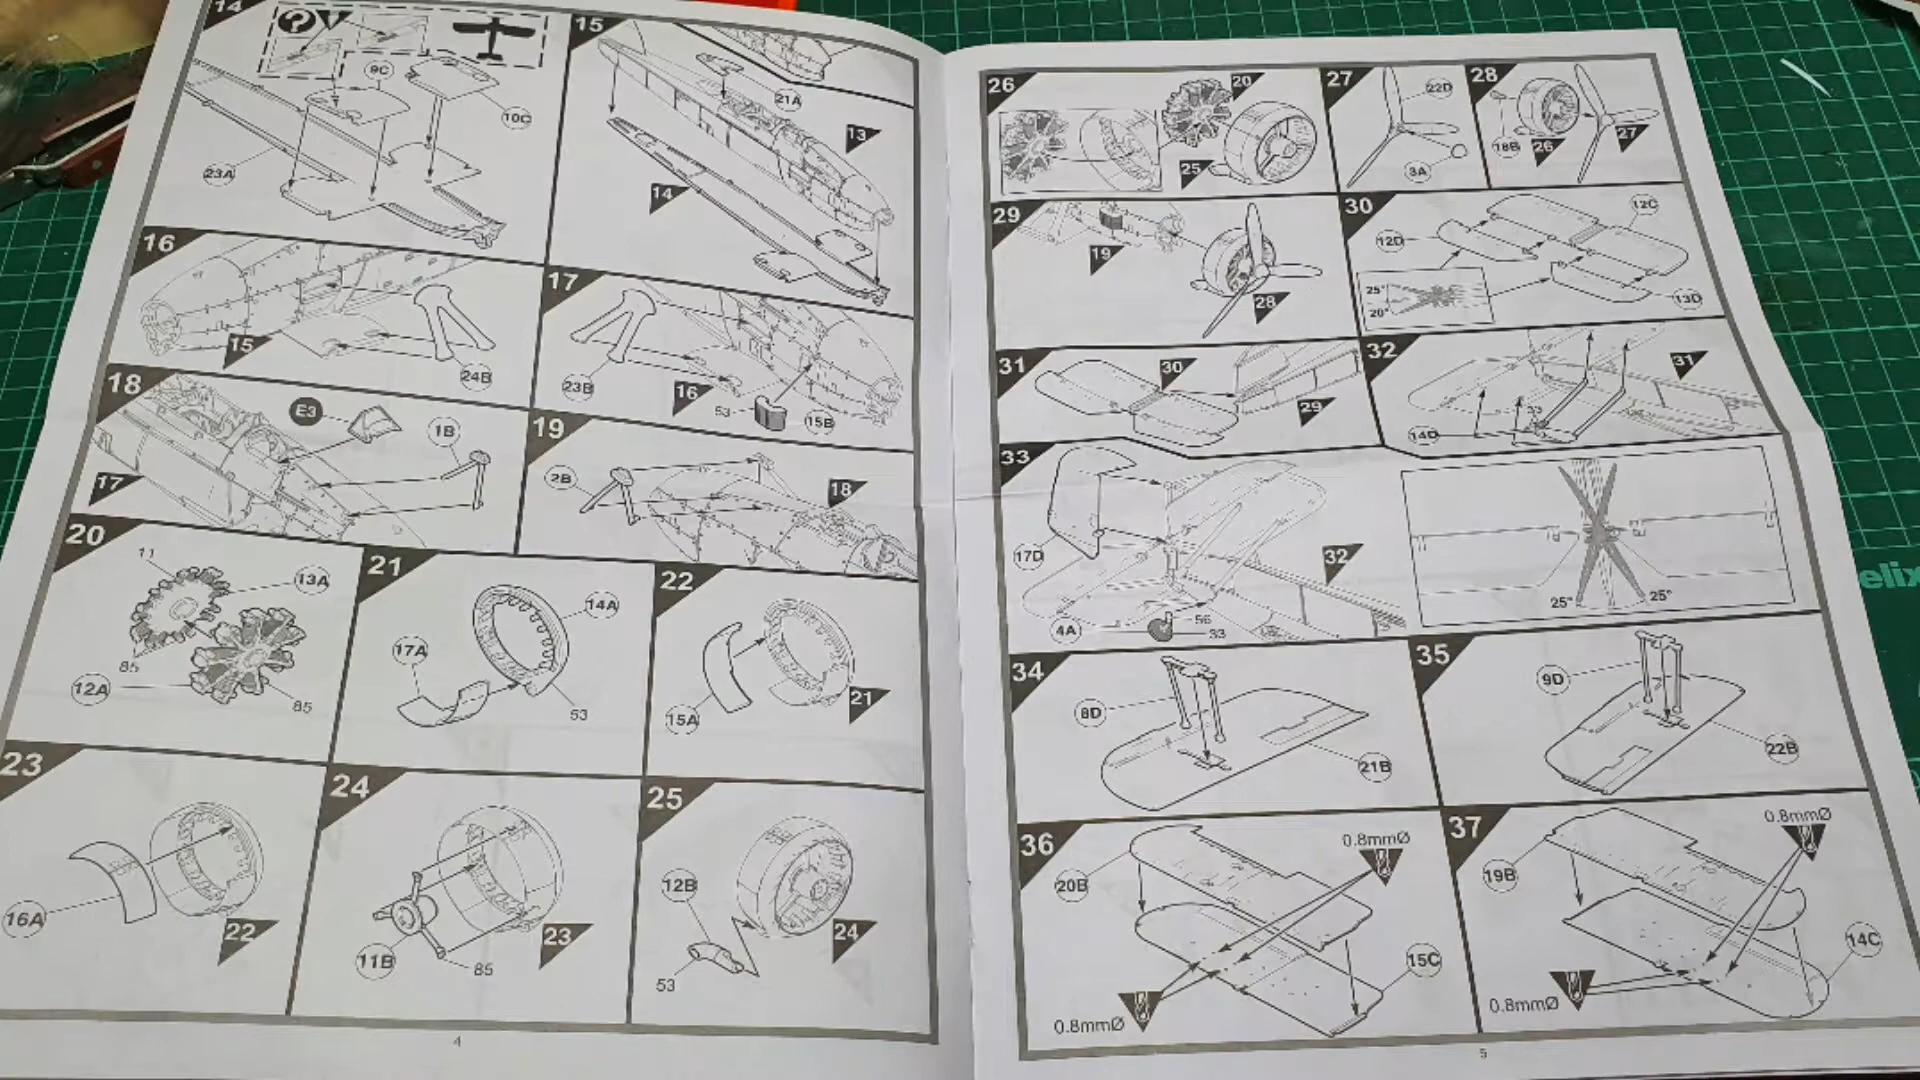 14
9C
10C
23A
15
21A
13
14
16
15
24B
17
23B
16
53
15B
18
E3
1B
17
19
2B
18
20
11
13A
85
12A
85
21
14A
17A
53
22
15A
21
23
16A
22
24
11B
85
23
25
12B
53
24
4
26
20
25
27
22D
3A
28
18B
26
27
29
19
28
30
12C
12D
25°
20°
13D
31
30
29
32
31
33
14D
33
17D
32
4A
56
33
25°
25°
34
8D
21B
35
9D
22B
36
0.8mmØ
20B
15C
0.8mmØ
37
0.8mmØ
19B
14C
0.8mmØ
5
elix